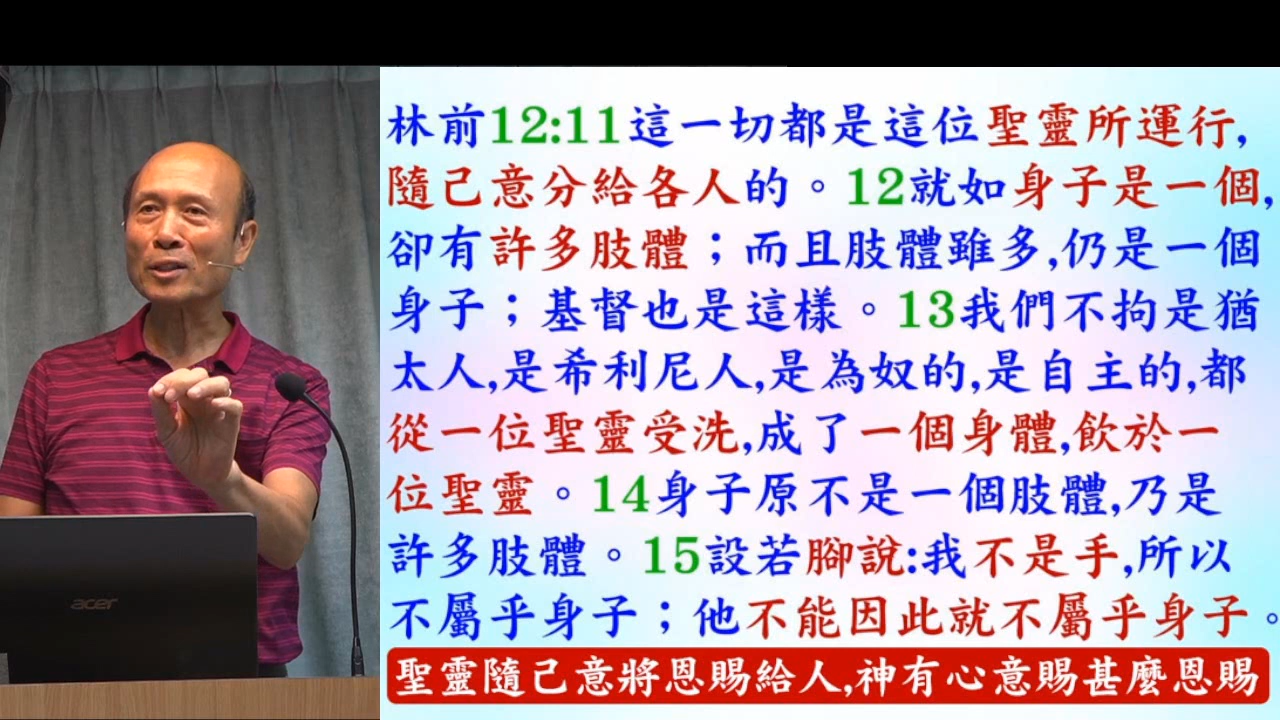 林前12:11這一切都是這位聖靈所運行,
隨己意分給各人的。12就如身子是一個,
卻有許多肢體；而且肢體雖多,仍是一個
身子；基督也是這樣。13我們不拘是猶
太人,是希利尼人,是為奴的,是自主的,都
從一位聖靈受洗,成了一個身體,飲於一
位聖靈。14身子原不是一個肢體,乃是
許多肢體。15設若腳說:我不是手,所以
不屬乎身子；他不能因此就不屬乎身子。
聖靈隨己意將恩賜給人,神有心意賜甚麼恩賜
acer